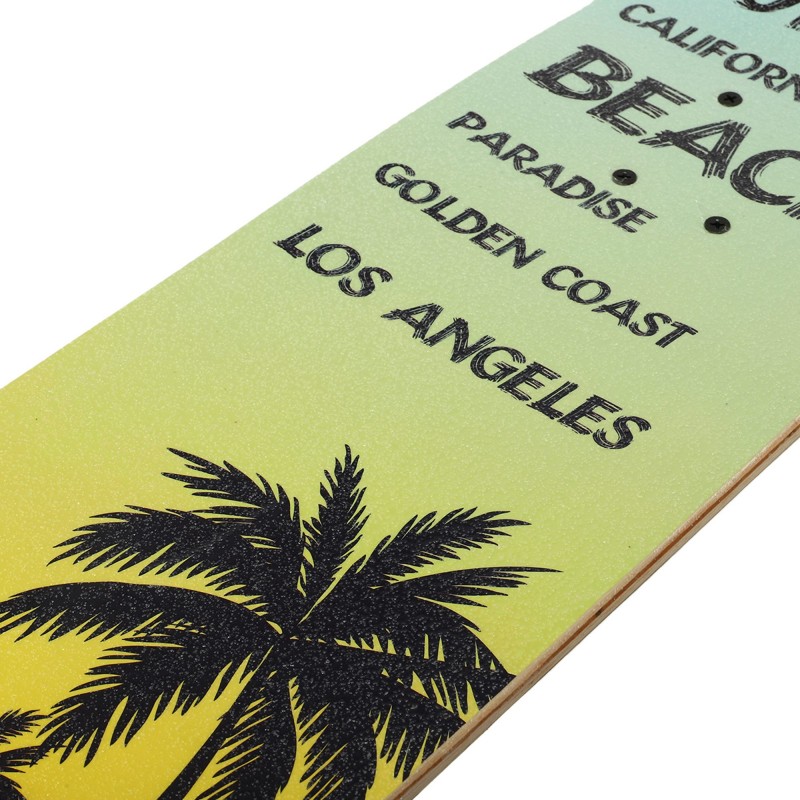 CALIFORN
BEAC
PARADISE
GOLDEN COAST
LOS ANGELES